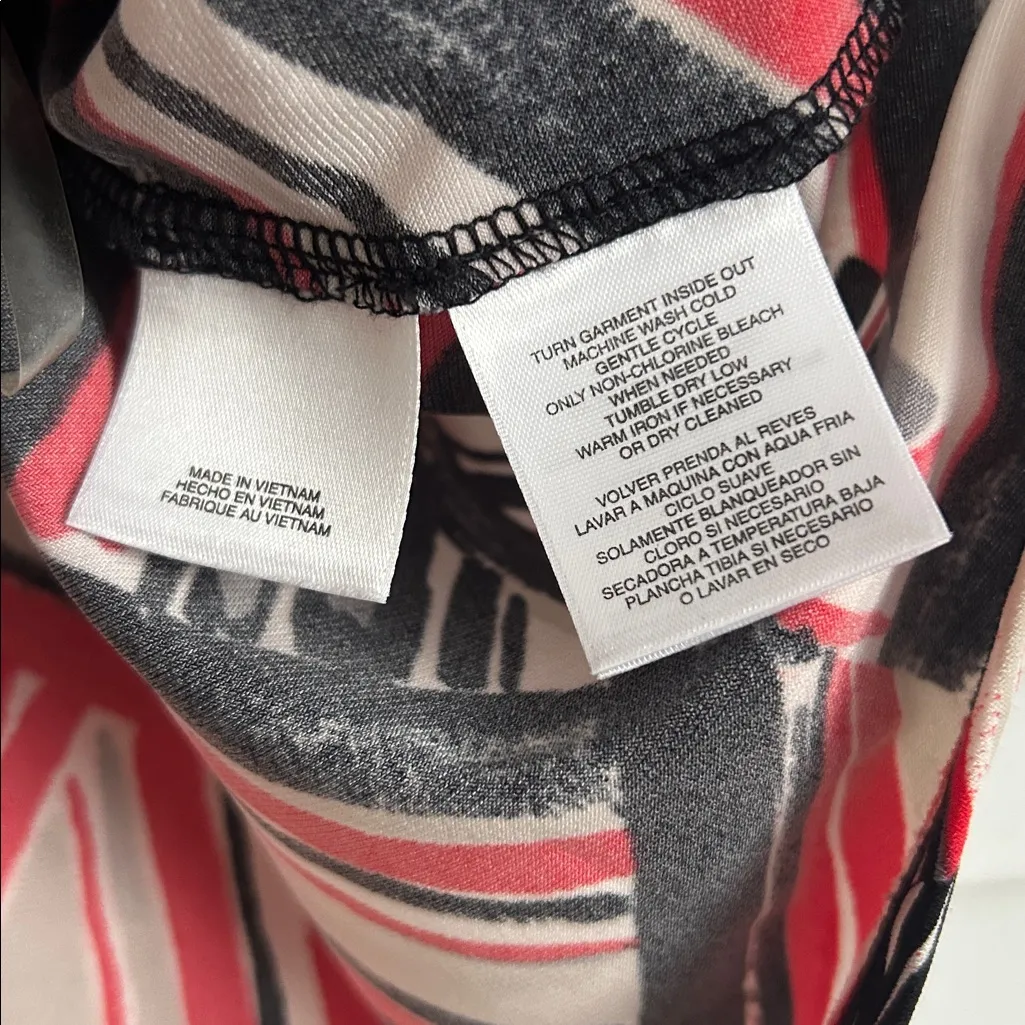 MADE IN VIETNAM
HECHO EN VIETNAM
FABRIQUE AU VIETNAM
TURN GARMENT INSIDE OUT
MACHINE WASH COLD
GENTLE CYCLE
ONLY NON-CHLORINE BLEACH
WHEN NEEDED
TUMBLE DRY LOW
WARM IRON IF NECESSARY
OR DRY CLEANED
VOLVER PRENDA AL REVES
LAVAR A MAQUINA CON AQUA FRIA
CICLO SUAVE
SOLAMENTE BLANQUEADOR SIN
CLORO SI NECESARIO
SECADORA A TEMPERATURA BAJA
PLANCHA TIBIA SI NECESARIO
O LAVAR EN SECO